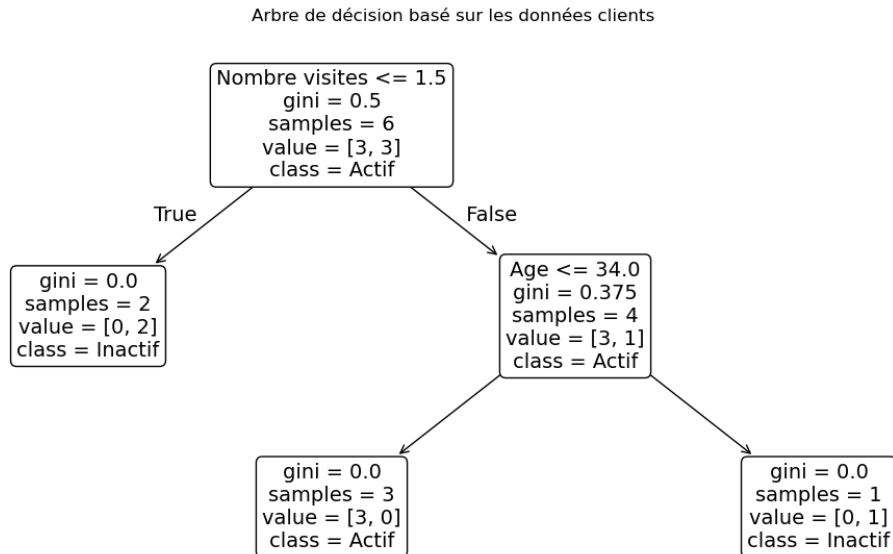 Arbre de décision basé sur les données clients
Nombre visites <= 1.5
gini = 0.5
samples = 6
value = [3, 3]
class = Actif
True
False
gini = 0.0
samples = 2
value = [0, 2]
class = Inactif
Age <= 34.0
gini = 0.375
samples = 4
value = [3, 1]
class = Actif
gini = 0.0
samples = 3
value = [3, 0]
class = Actif
gini = 0.0
samples = 1
value = [0, 1]
class = Inactif